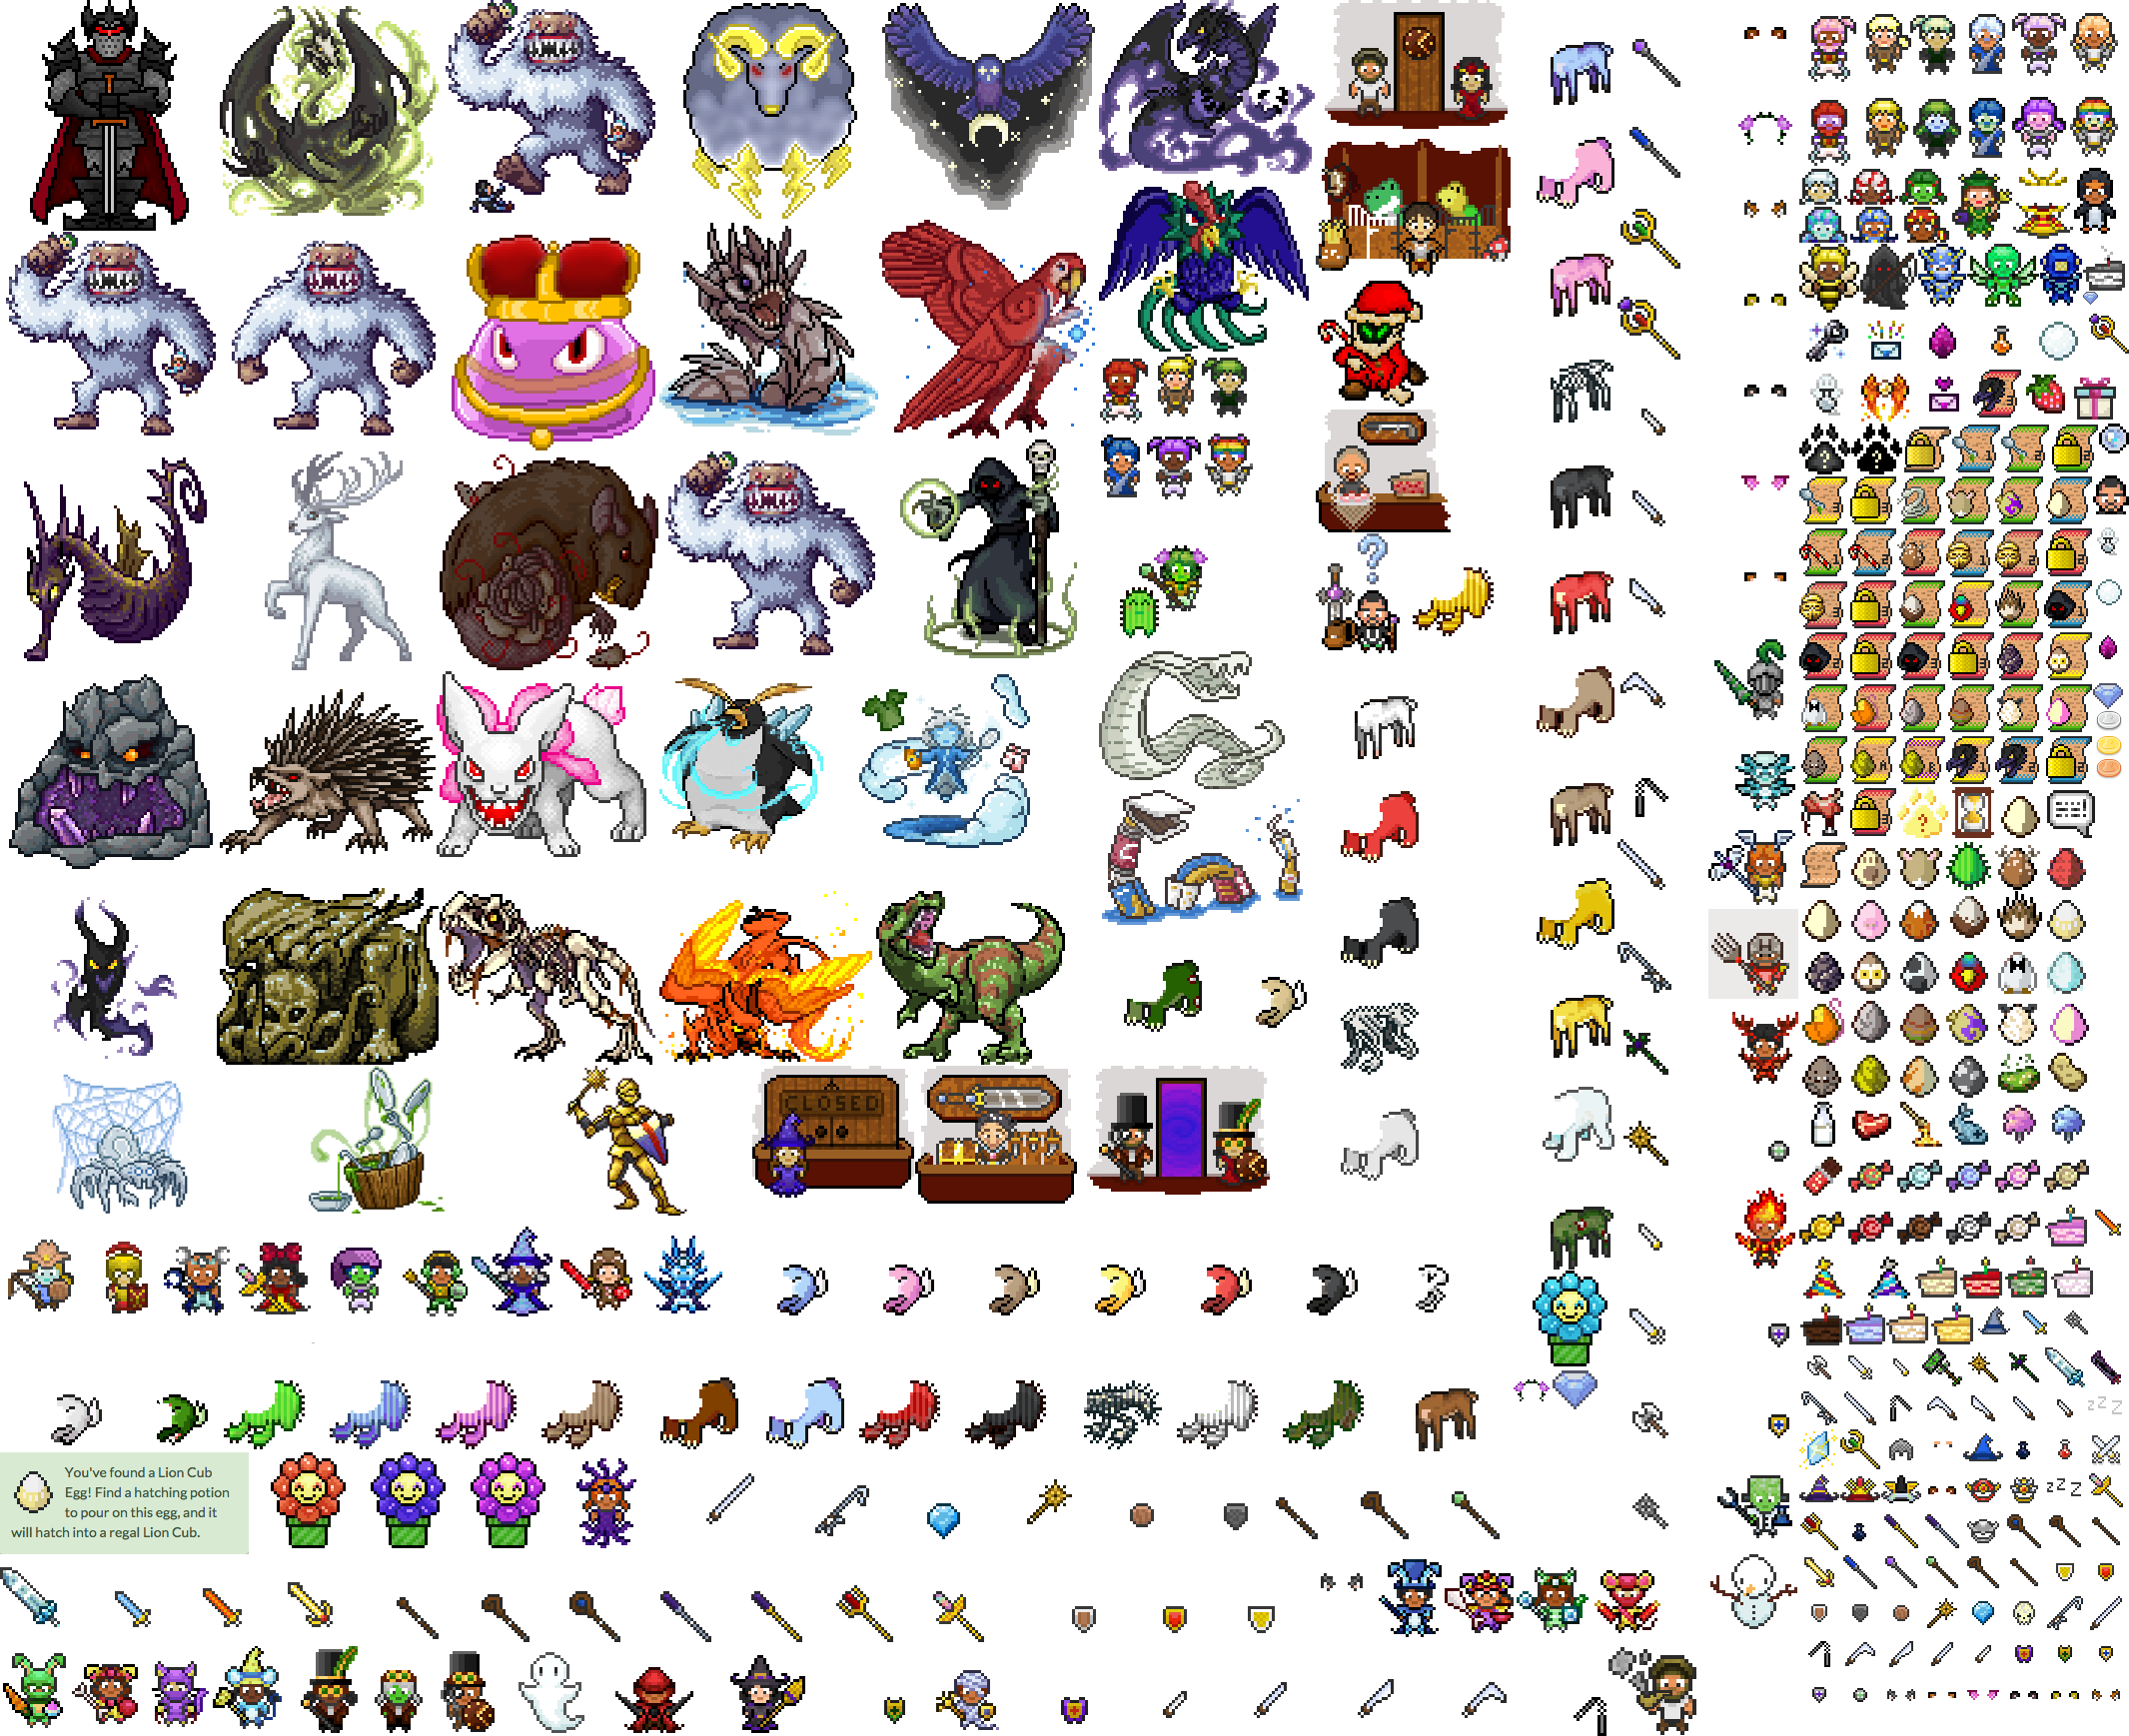 CLOSED
You've found a Lion Cub
Egg! Find a hatching potion
to pour on this egg, and it
will hatch into a regal Lion Cub.